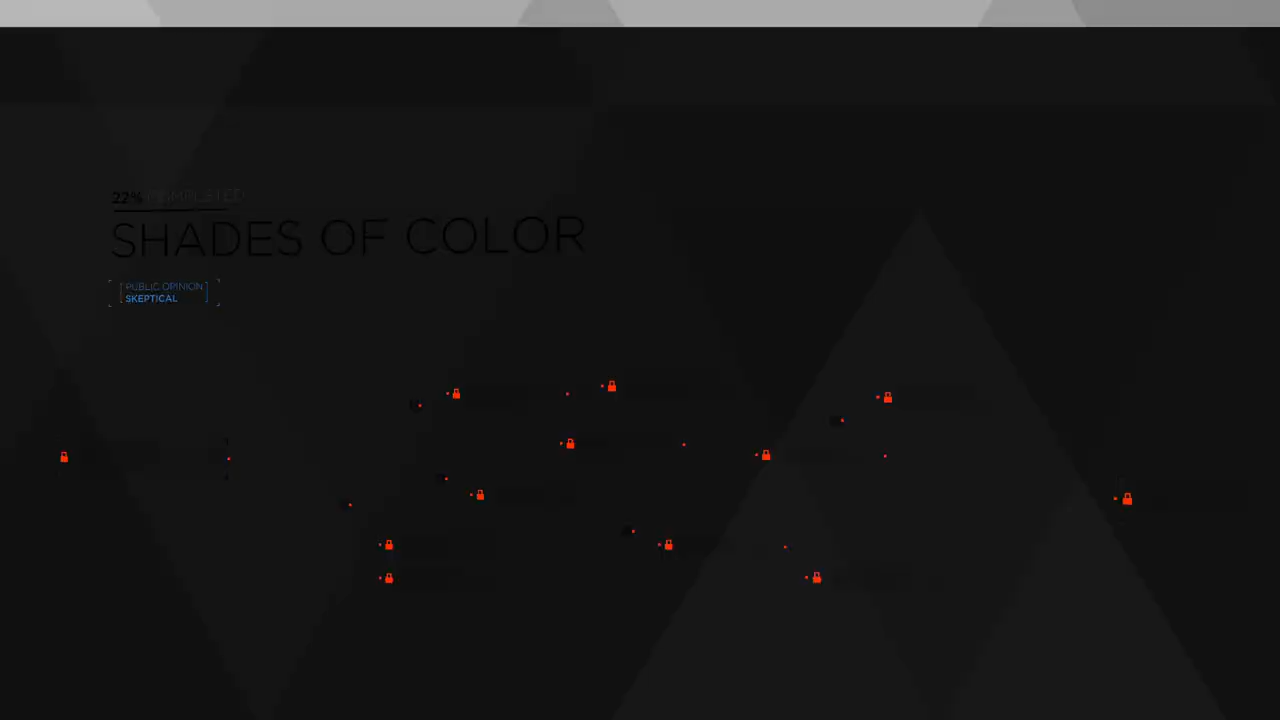 22% COMPLETED
SHADES OF COLOR
PUBLIC OPINION
SKEPTICAL